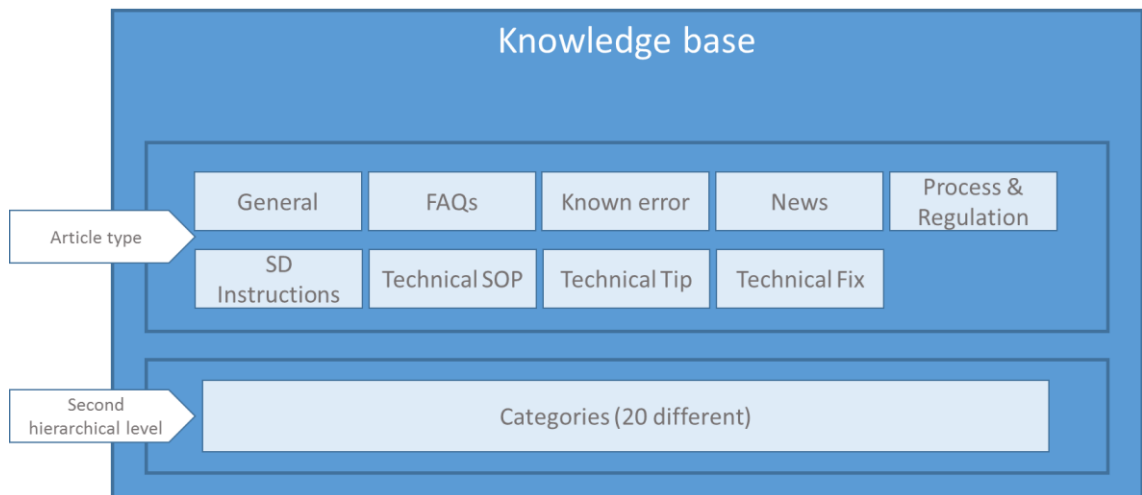 Knowledge base
General
FAQs
Known error
News
Process &
Regulation
Article type
SD
Instructions
Technical SOP
Technical Tip
Technical Fix
Second
hierarchical level
Categories (20 different)